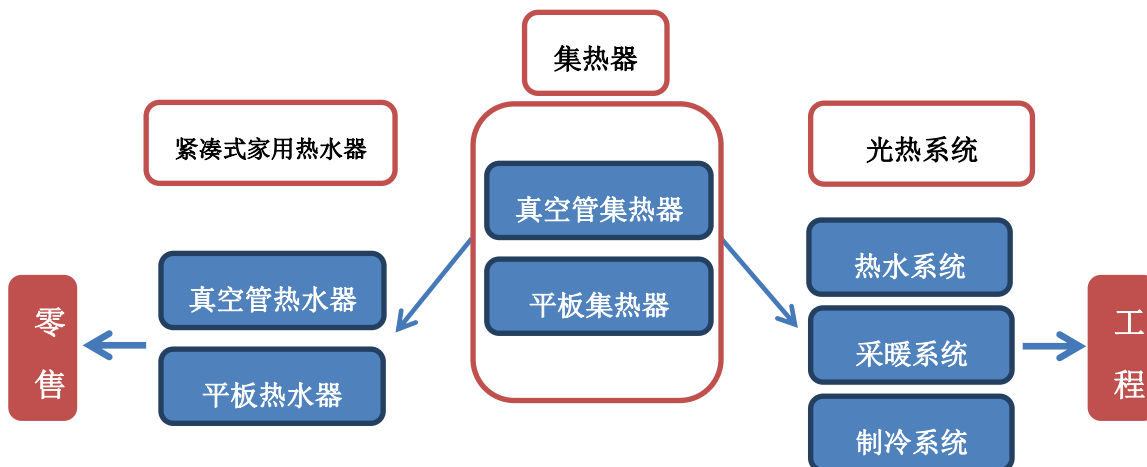 集热器
紧凑式家用热水器
光热系统
真空管集热器
平板集热器
真空管热水器
平板热水器
热水系统
采暖系统
制冷系统
零
售
工
程